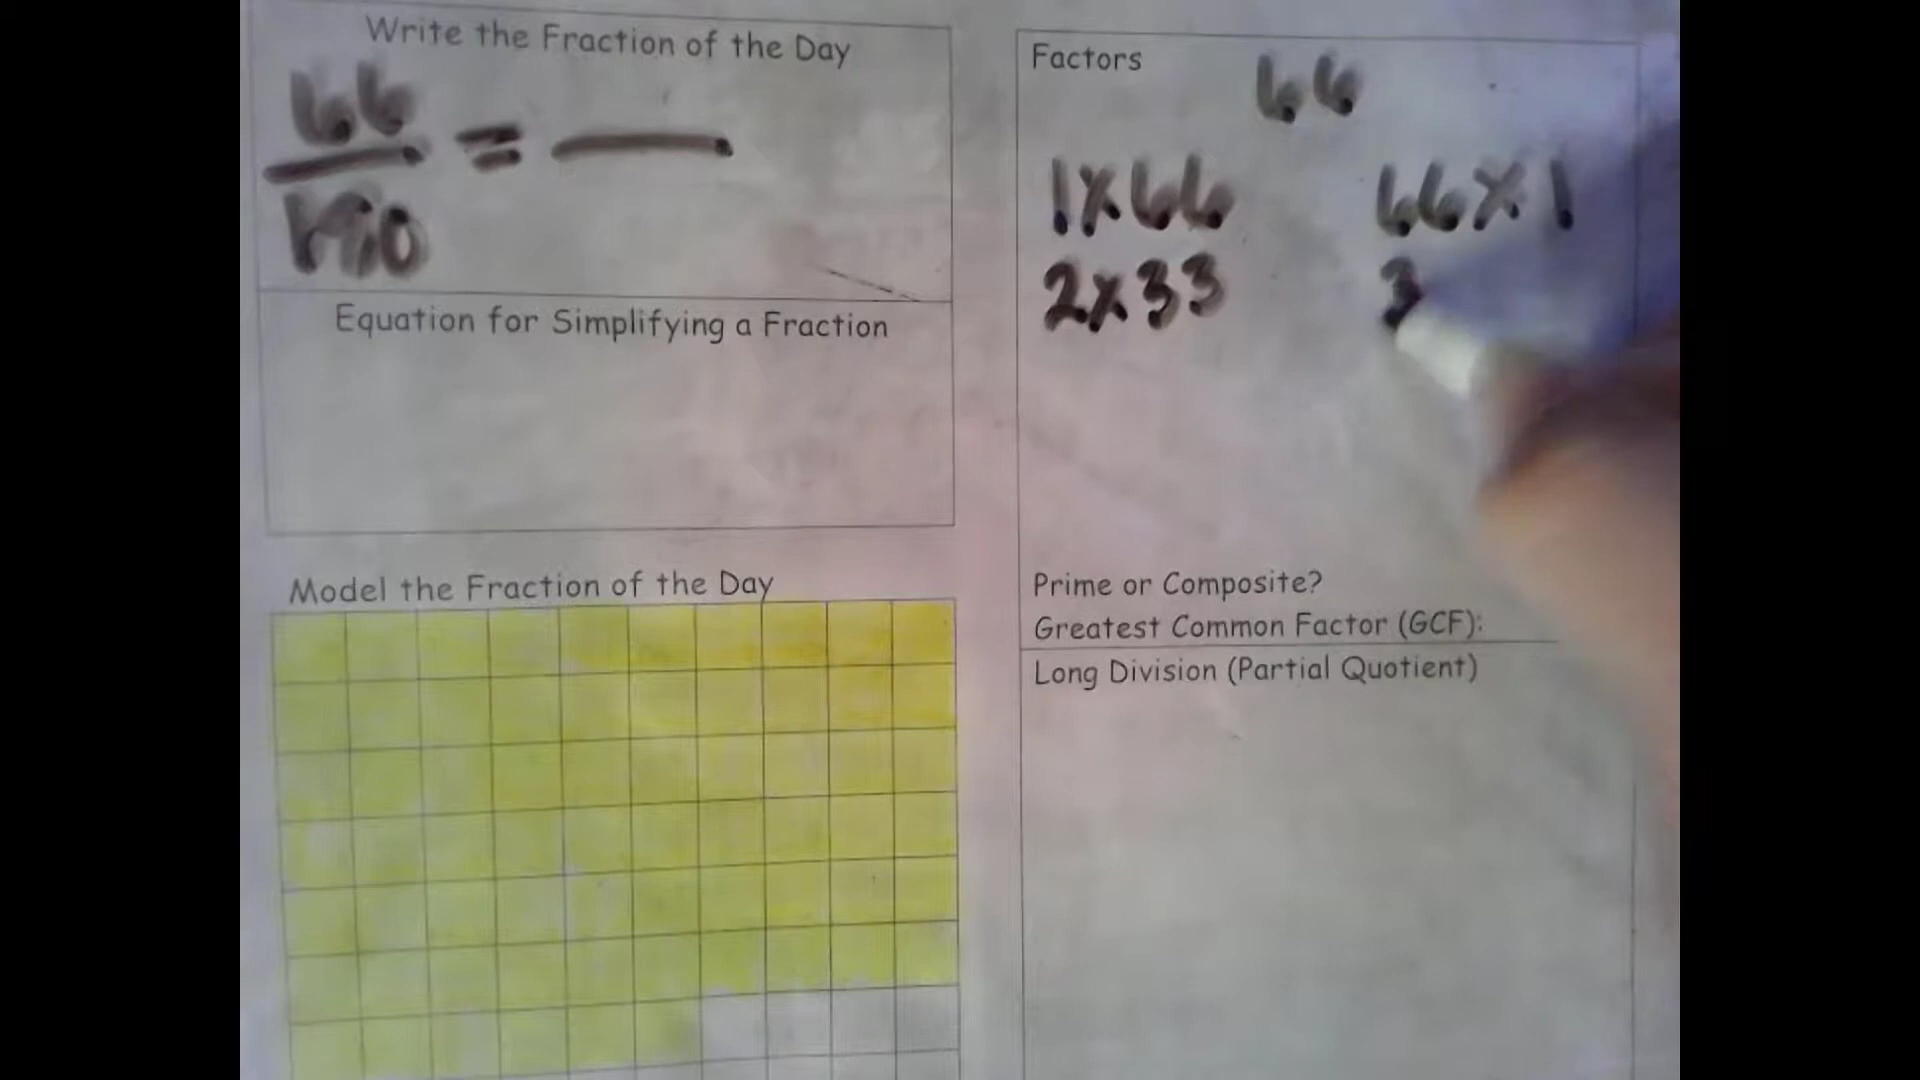 Write the Fraction of the Day
66
=
100
Equation for Simplifying a Fraction
Model the Fraction of the Day
Factors 66
1x66 66x1
2x33 3
Prime or Composite?
Greatest Common Factor (GCF):
Long Division (Partial Quotient)